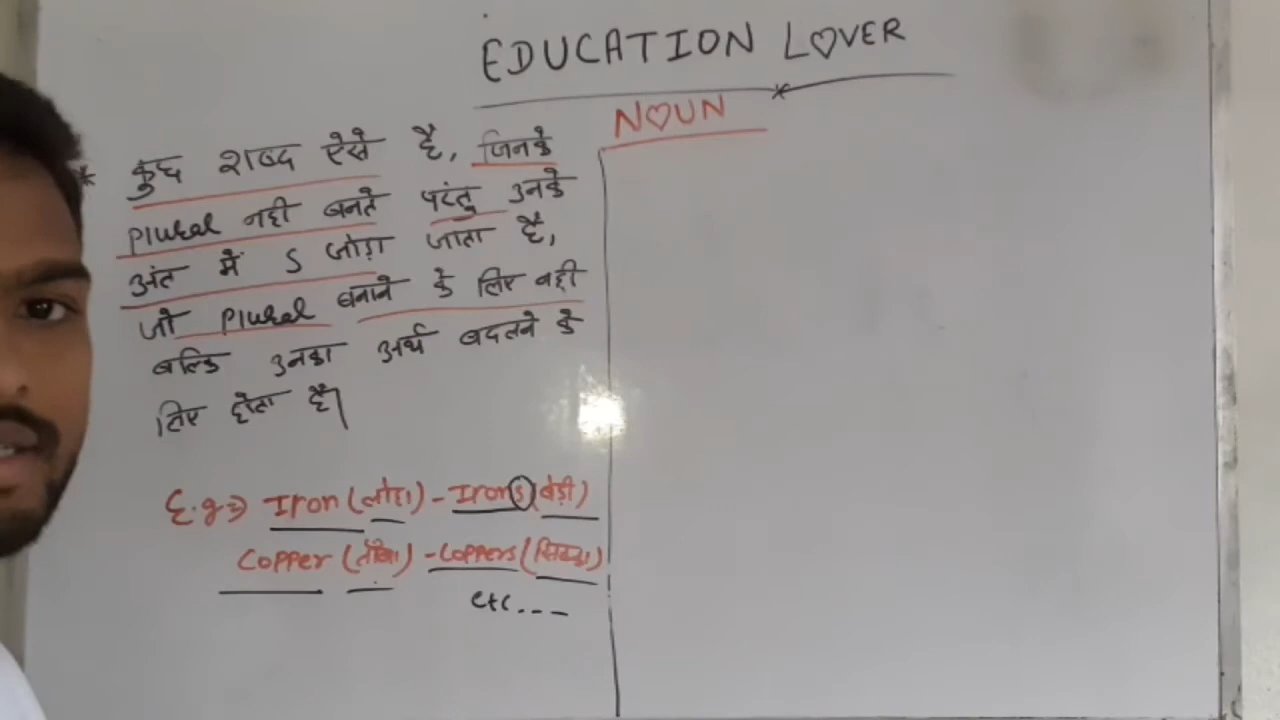 EDUCATION LOVER
NOUN
* कुछ शब्द ऐसे है, जिनके
Plural नही बनते परंतु उनके
अंत में S जोड़ा जाता है,
जो Plural बनाने के लिए नही
बल्कि उनका अर्थ बदलने के
लिए होता है|
E.g => Iron (लोहा) - Irons (बेड़ी)
Copper (ताँबा) - Coppers (सिक्का)
etc...